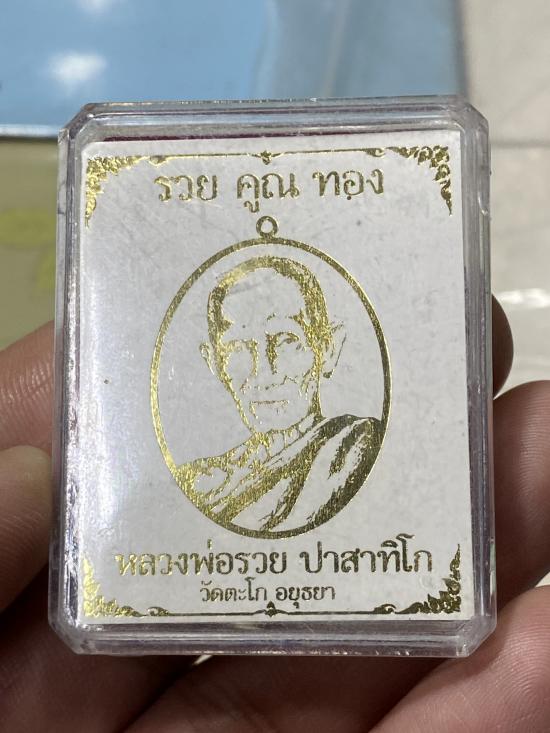 รวย คูณ ทอง
หลวงพ่อรวย ปาสาทิโก
วัดตะโก อยุธยา